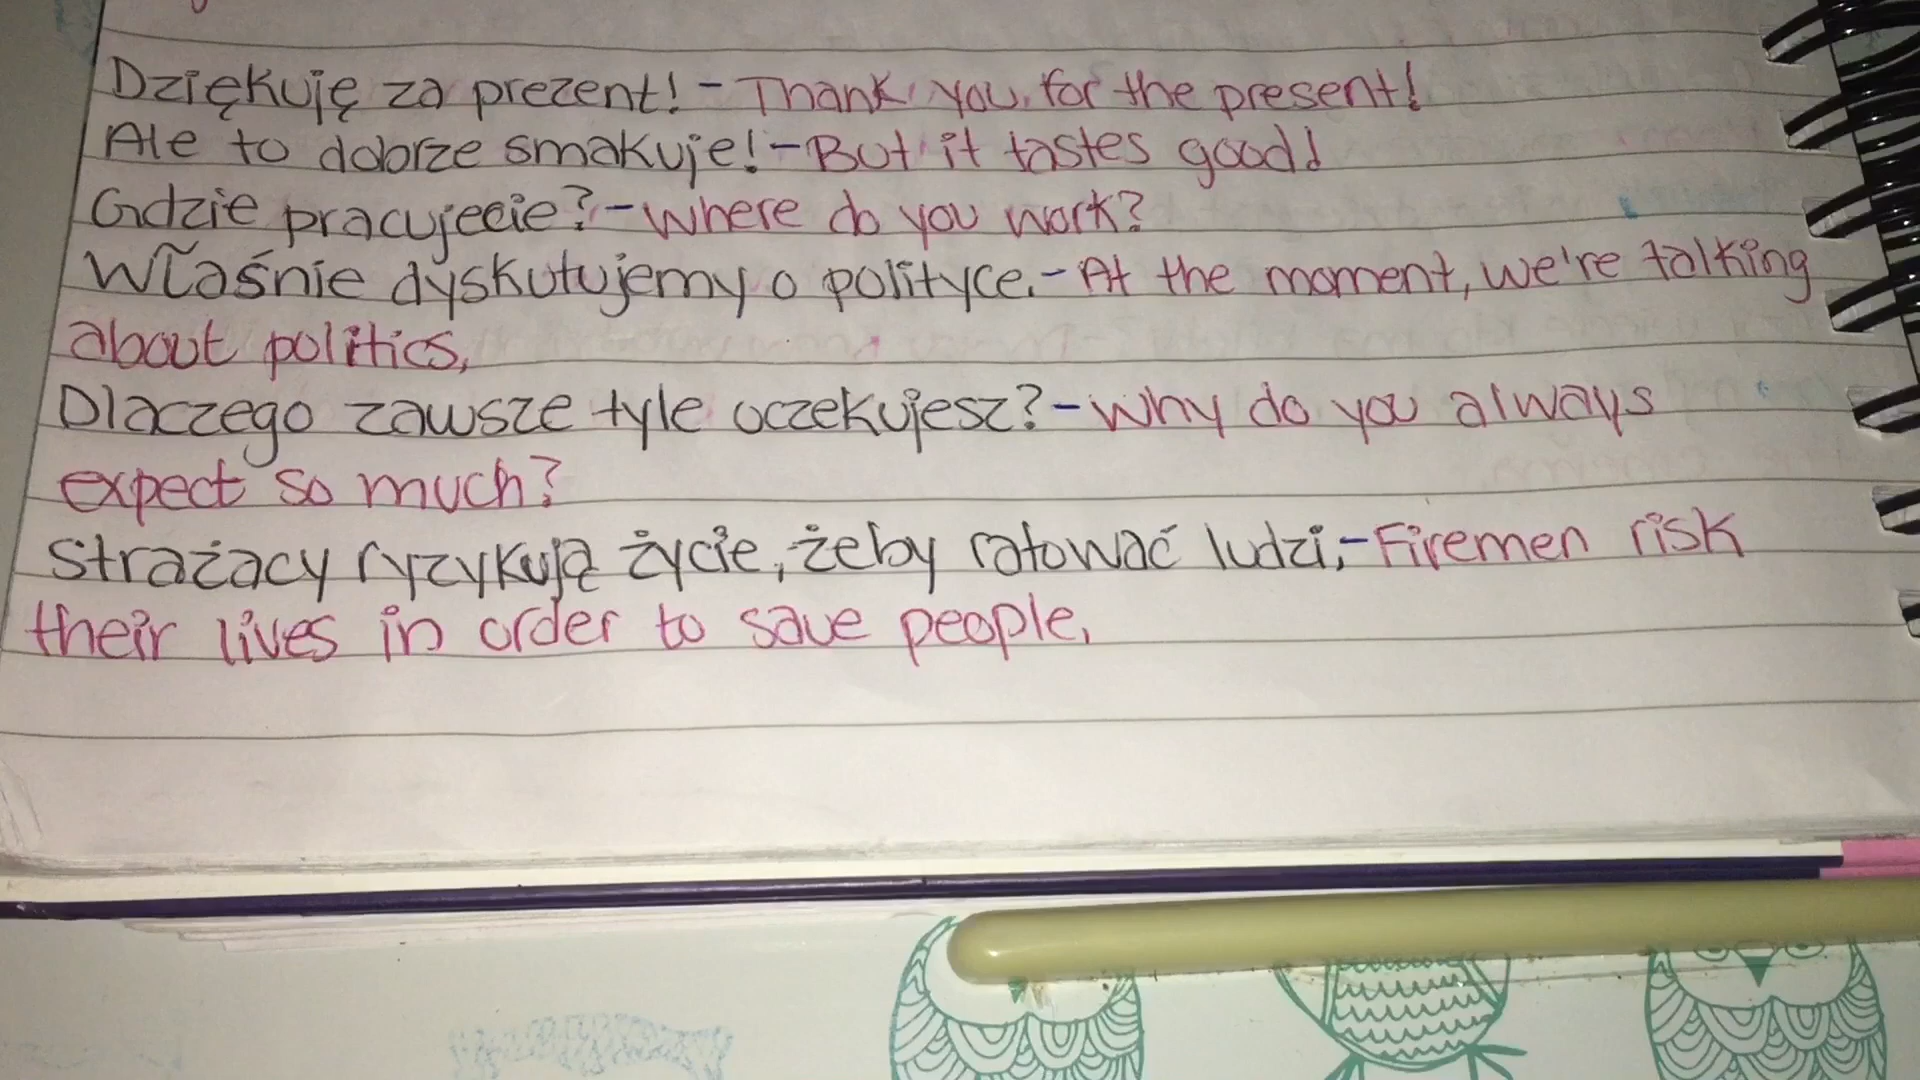 Dziękuję za prezent! - Thank you for the present!
Ale to dobrze smakuje! - But it tastes good!
Gdzie pracujecie? - Where do you work?
Właśnie dyskutujemy o polityce. - At the moment, we're talking
about politics.
Dlaczego zawsze tyle oczekujesz? - Why do you always
expect so much?
Strażacy ryzykują życie, żeby ratować ludzi. - Firemen risk
their lives in order to save people.